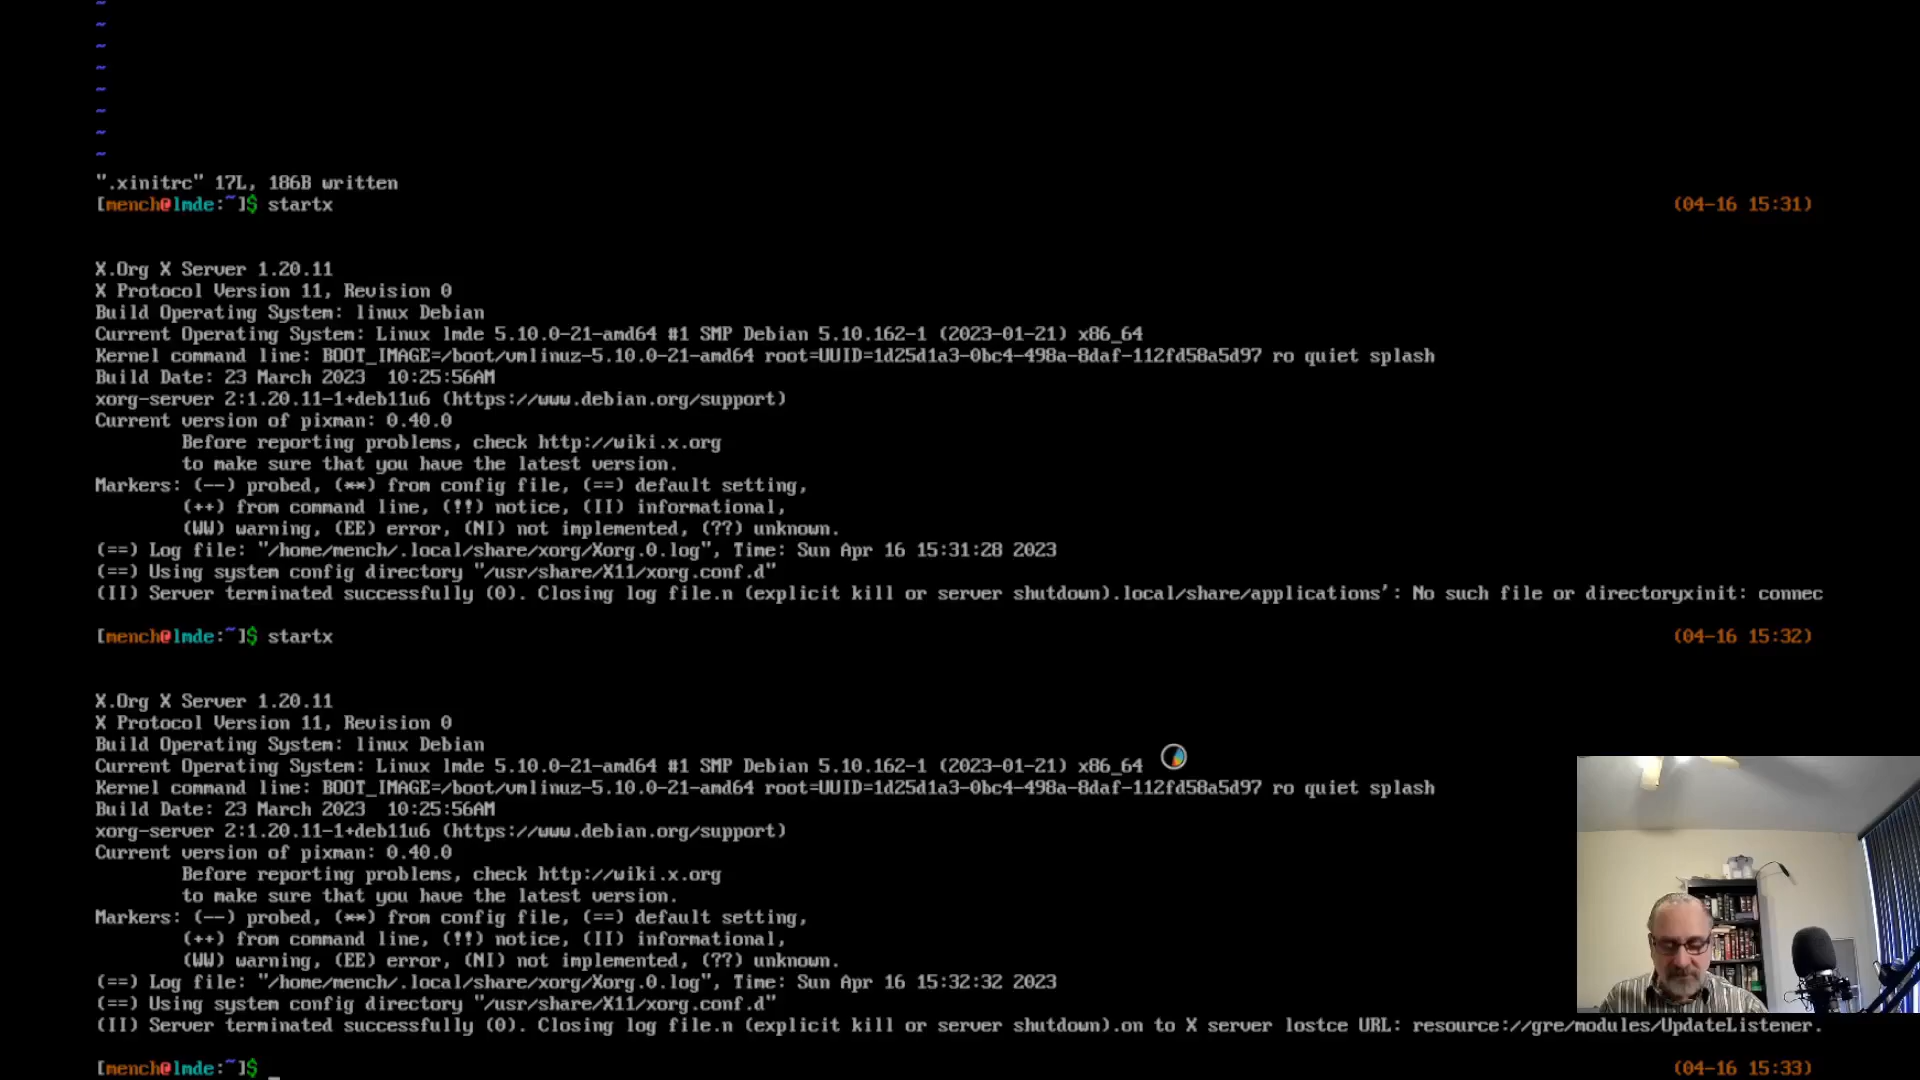 ~
~
~
~
~
~
~
~
".xinitrc" 17L, 186B written
[mench@lmde:~]$ startx (04-16 15:31)
X.Org X Server 1.20.11
X Protocol Version 11, Revision 0
Build Operating System: linux Debian
Current Operating System: Linux lmde 5.10.0-21-amd64 #1 SMP Debian 5.10.162-1 (2023-01-21) x86_64
Kernel command line: BOOT_IMAGE=/boot/vmlinuz-5.10.0-21-amd64 root=UUID=1d25d1a3-0bc4-498a-8daf-112fd58a5d97 ro quiet splash
Build Date: 23 March 2023  10:25:56AM
xorg-server 2:1.20.11-1+deb11u6 (https://www.debian.org/support)
Current version of pixman: 0.40.0
Before reporting problems, check http://wiki.x.org
to make sure that you have the latest version.
Markers: (--) probed, (**) from config file, (==) default setting,
(++) from command line, (!!) notice, (II) informational,
(WW) warning, (EE) error, (NI) not implemented, (??) unknown.
(==) Log file: "/home/mench/.local/share/xorg/Xorg.0.log", Time: Sun Apr 16 15:31:28 2023
(==) Using system config directory "/usr/share/X11/xorg.conf.d"
(II) Server terminated successfully (0). Closing log file.n (explicit kill or server shutdown).local/share/applications': No such file or directoryxinit: connec
[mench@lmde:~]$ startx (04-16 15:32)
X.Org X Server 1.20.11
X Protocol Version 11, Revision 0
Build Operating System: linux Debian
Current Operating System: Linux lmde 5.10.0-21-amd64 #1 SMP Debian 5.10.162-1 (2023-01-21) x86_64
Kernel command line: BOOT_IMAGE=/boot/vmlinuz-5.10.0-21-amd64 root=UUID=1d25d1a3-0bc4-498a-8daf-112fd58a5d97 ro quiet splash
Build Date: 23 March 2023  10:25:56AM
xorg-server 2:1.20.11-1+deb11u6 (https://www.debian.org/support)
Current version of pixman: 0.40.0
Before reporting problems, check http://wiki.x.org
to make sure that you have the latest version.
Markers: (--) probed, (**) from config file, (==) default setting,
(++) from command line, (!!) notice, (II) informational,
(WW) warning, (EE) error, (NI) not implemented, (??) unknown.
(==) Log file: "/home/mench/.local/share/xorg/Xorg.0.log", Time: Sun Apr 16 15:32:32 2023
(==) Using system config directory "/usr/share/X11/xorg.conf.d"
(II) Server terminated successfully (0). Closing log file.n (explicit kill or server shutdown).on to X server lostce URL: resource://gre/modules/UpdateListener.
[mench@lmde:~]$ _ (04-16 15:33)